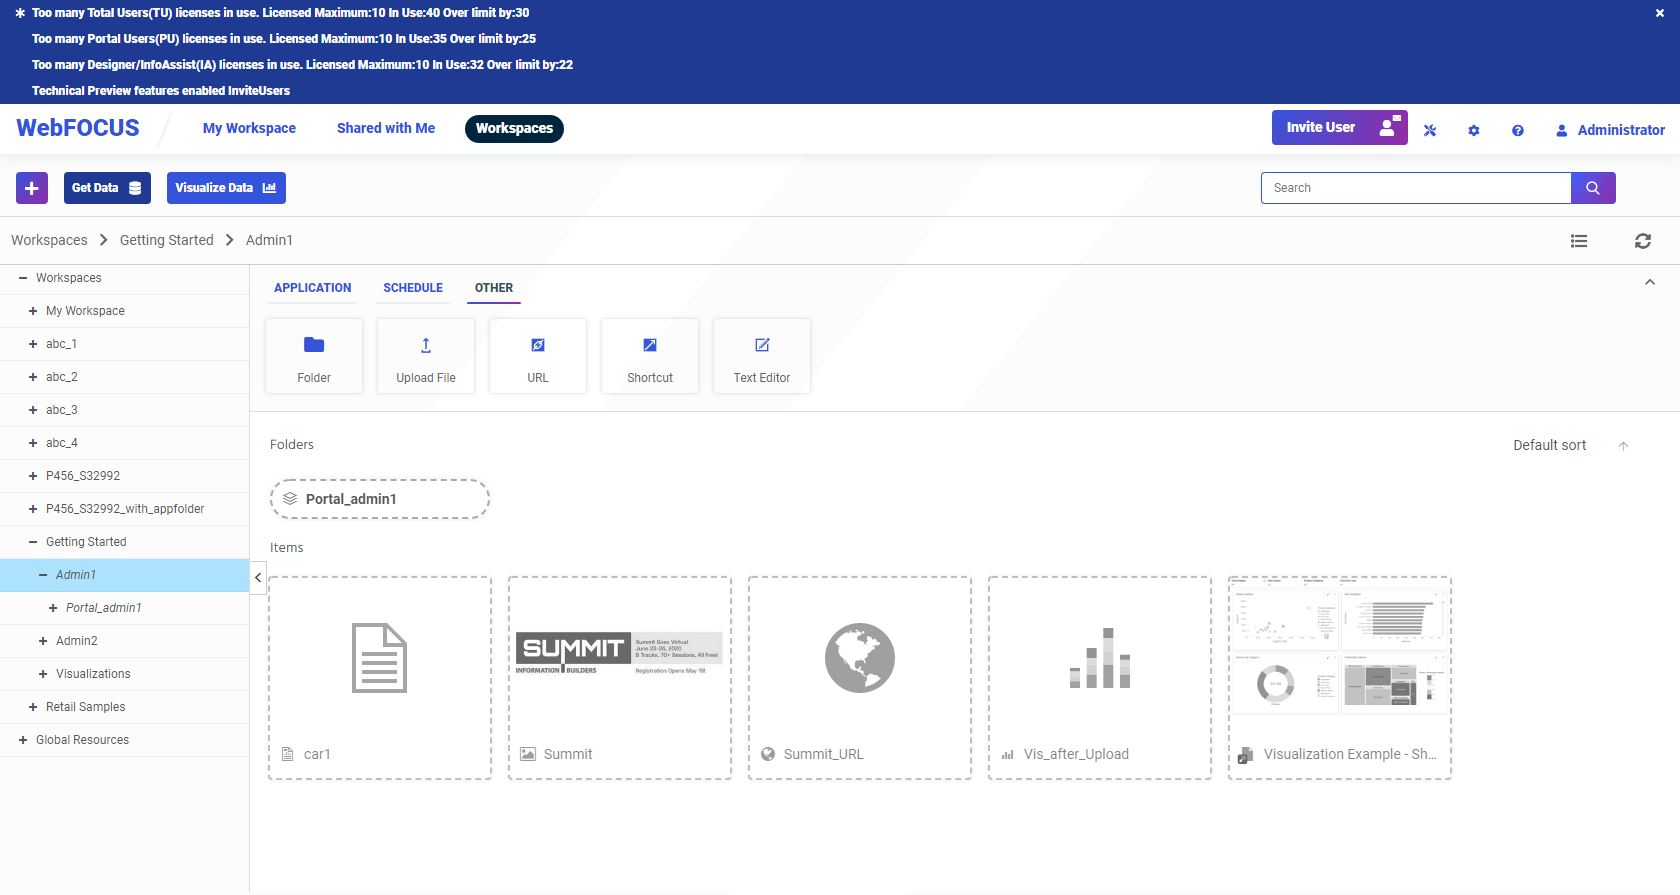 Too many Total Users(TU) licenses in use. Licensed Maximum:10 In Use:40 Over limit by:30
Too many Portal Users(PU) licenses in use. Licensed Maximum:10 In Use:35 Over limit by:25
Too many Designer/InfoAssist(IA) licenses in use. Licensed Maximum:10 In Use:32 Over limit by:22
Technical Preview features enabled InviteUsers
WebFOCUS
My Workspace
Shared with Me
Workspaces
Invite User
Administrator
Get Data
Visualize Data
Search
Workspaces > Getting Started > Admin1
Workspaces
My Workspace
abc_1
abc_2
abc_3
abc_4
P456_S32992
P456_S32992_with_appfolder
Getting Started
Admin1
Portal_admin1
Admin2
Visualizations
Retail Samples
Global Resources
APPLICATION
SCHEDULE
OTHER
Folder
Upload File
URL
Shortcut
Text Editor
Folders
Default sort
Portal_admin1
Items
SUMMIT
INFORMATION BUILDERS
Summit Goes Virtual
June 23-24, 2020
8 Tracks. 70+ Sessions. All Free!
Registration Opens May 19!
car1
Summit
Summit_URL
Vis_after_Upload
Visualization Example - Sh...